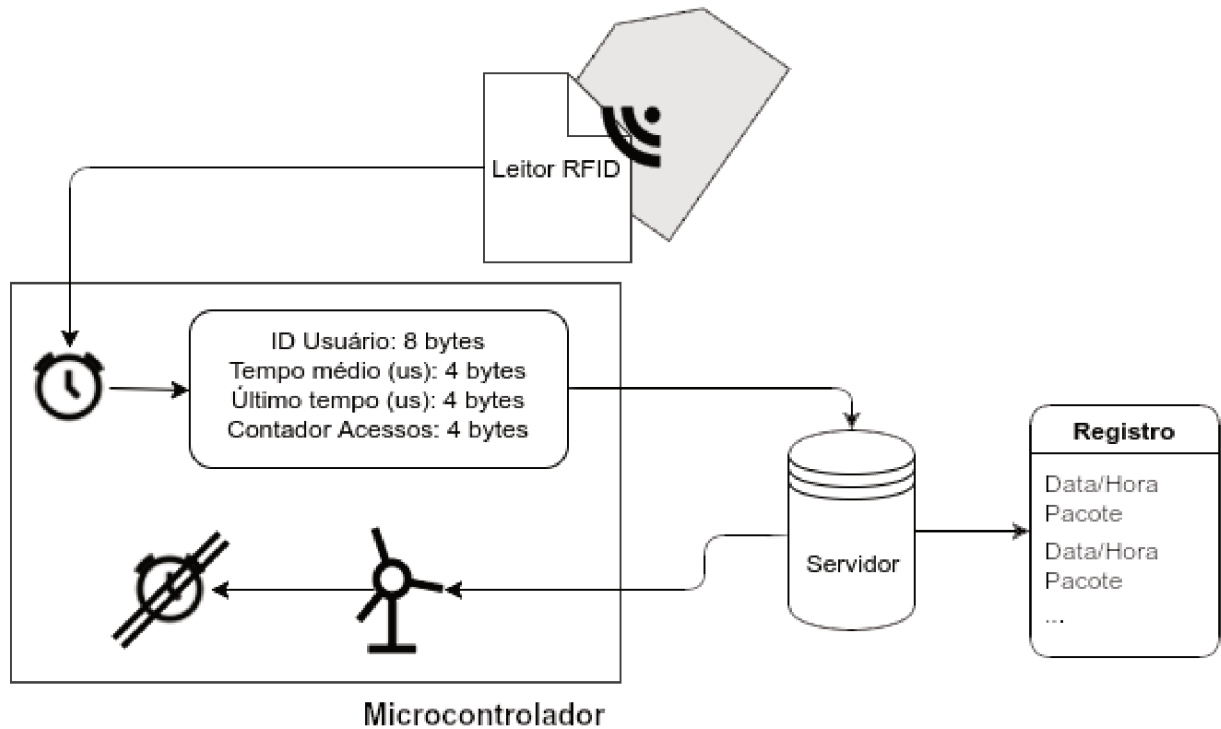 Leitor RFID
ID Usuário: 8 bytes
Tempo médio (us): 4 bytes
Último tempo (us): 4 bytes
Contador Acessos: 4 bytes
Servidor
Registro
Data/Hora
Pacote
Data/Hora
Pacote
...
Microcontrolador